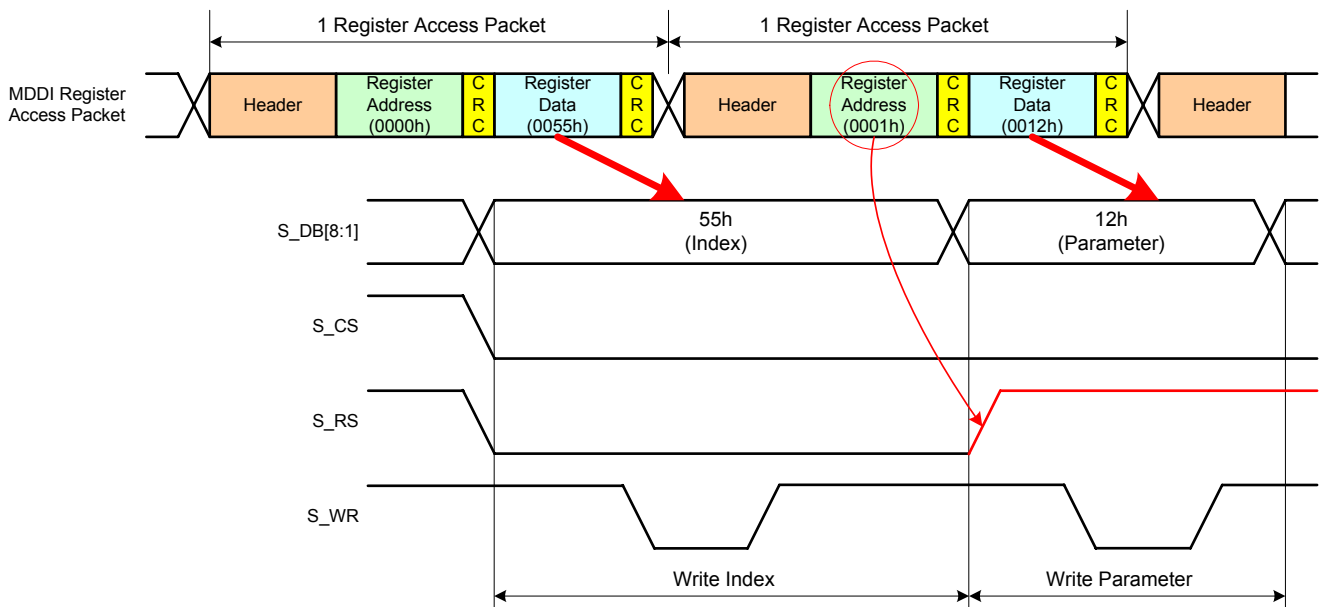 1 Register Access Packet
1 Register Access Packet
MDDI Register
Access Packet
Header
Register
Address
(0000h)
C
R
C
Register
Data
(0055h)
C
R
C
Header
Register
Address
(0001h)
C
R
C
Register
Data
(0012h)
C
R
C
Header
S_DB[8:1]
55h
(Index)
12h
(Parameter)
S_CS
S_RS
S_WR
Write Index
Write Parameter